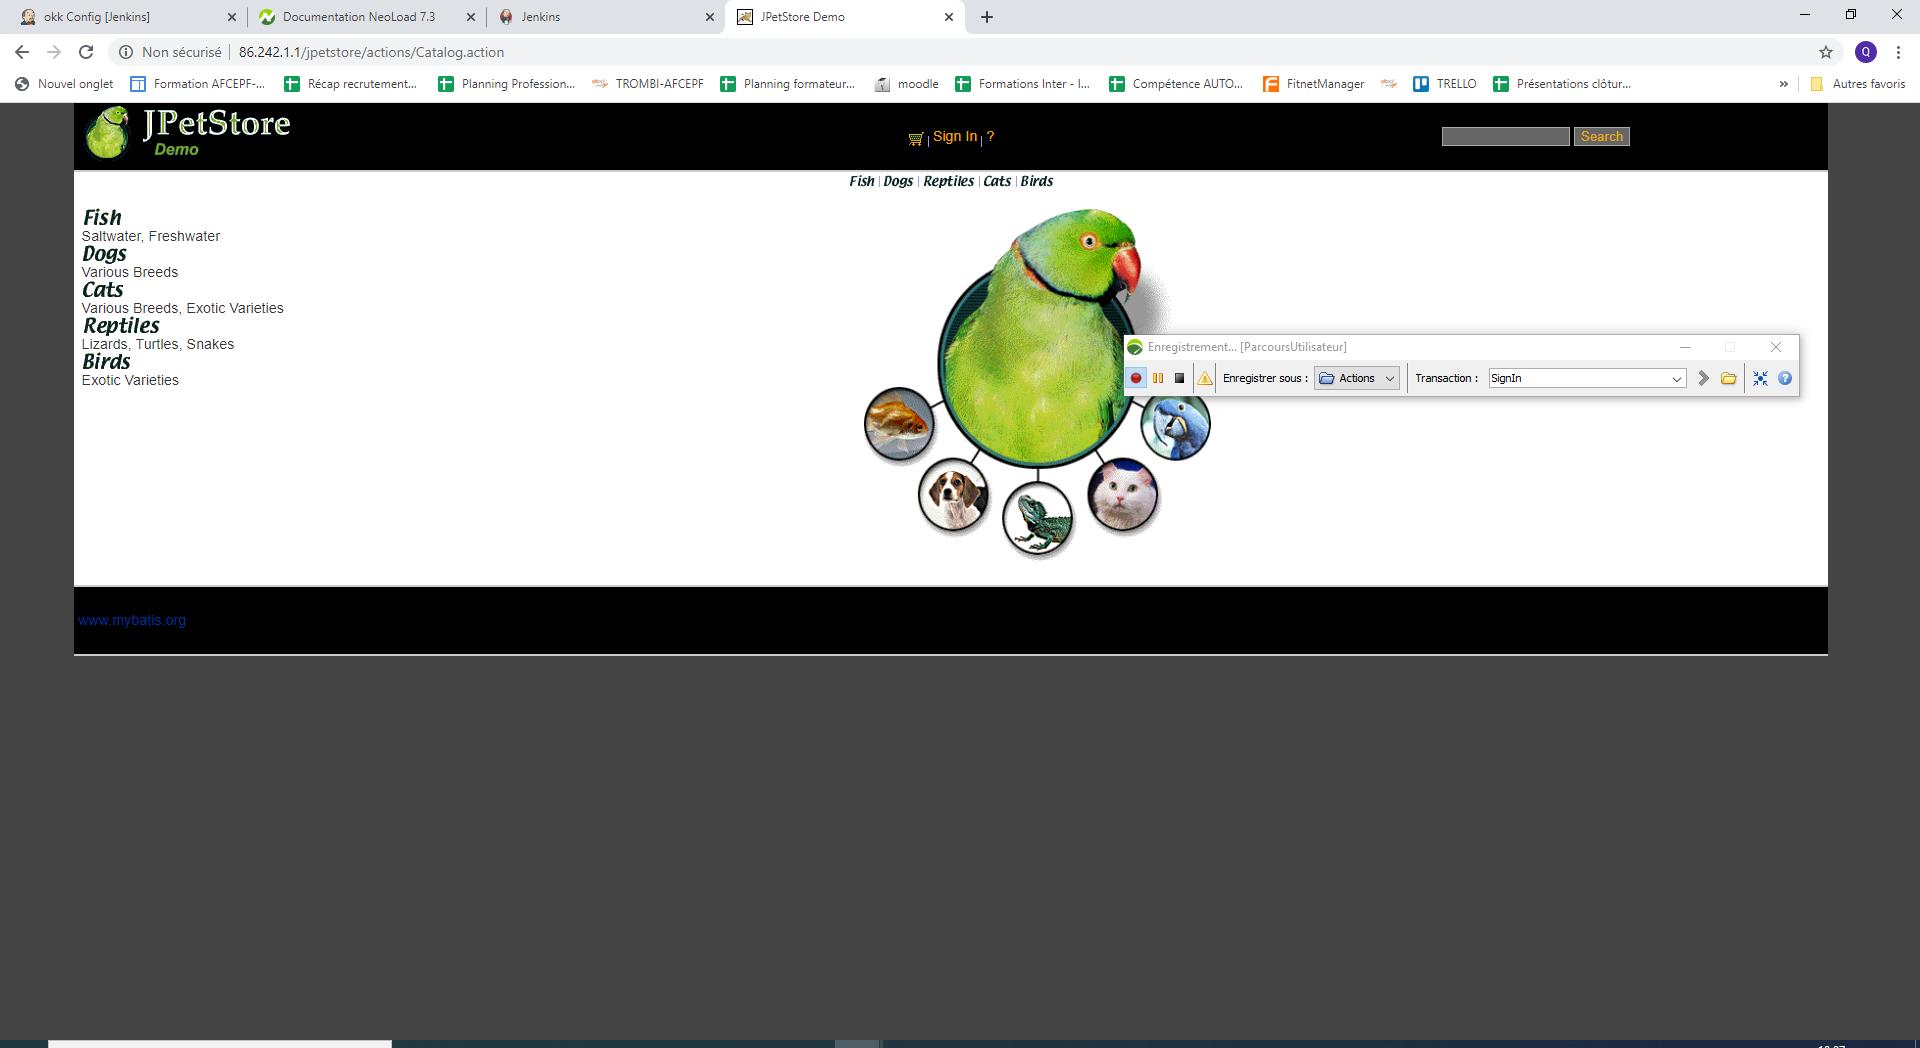 okk Config [Jenkins]
Documentation NeoLoad 7.3
Jenkins
JPetStore Demo
Non sécurisé
86.242.1.1/jpetstore/actions/Catalog.action
Q
Nouvel onglet
Formation AFCEPF-...
Récap recrutement...
Planning Profession...
TROMBI-AFCEPF
Planning formateur...
moodle
Formations Inter - I...
Compétence AUTO...
FitnetManager
TRELLO
Présentations clôtur...
»
Autres favoris
JPetStore
Demo
Sign In | ?
Search
Fish | Dogs | Reptiles | Cats | Birds
Fish
Saltwater, Freshwater
Dogs
Various Breeds
Cats
Various Breeds, Exotic Varieties
Reptiles
Lizards, Turtles, Snakes
Birds
Exotic Varieties
Enregistrement... [ParcoursUtilisateur]
Enregistrer sous : Actions
Transaction : SignIn
www.mybatis.org